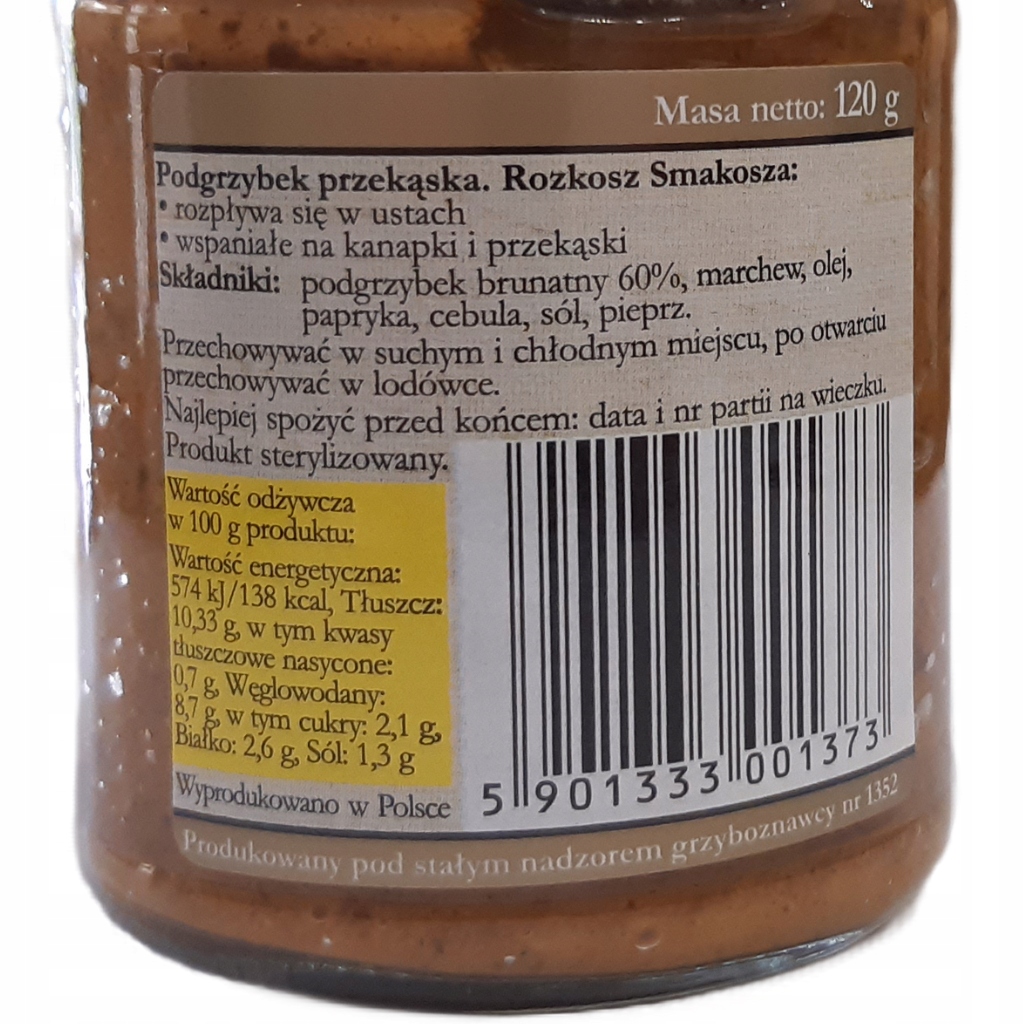 Masa netto: 120 g
Podgrzybek przekąska. Rozkosz Smakosza:
• rozpływa się w ustach
• wspaniałe na kanapki i przekąski
Składniki: podgrzybek brunatny 60%, marchew, olej,
papryka, cebula, sól, pieprz.
Przechowywać w suchym i chłodnym miejscu, po otwarciu
przechowywać w lodówce.
Najlepiej spożyć przed końcem: data i nr partii na wieczku.
Produkt sterylizowany.
Wartość odżywcza
w 100 g produktu:
Wartość energetyczna:
574 kJ/138 kcal, Tłuszcz:
10,33 g, w tym kwasy
tłuszczowe nasycone:
0,7 g, Węglowodany:
8,7 g, w tym cukry: 2,1 g,
Białko: 2,6 g, Sól: 1,3 g
Wyprodukowano w Polsce
5 901333 001373
Produkowany pod stałym nadzorem grzyboznawcy nr 1352